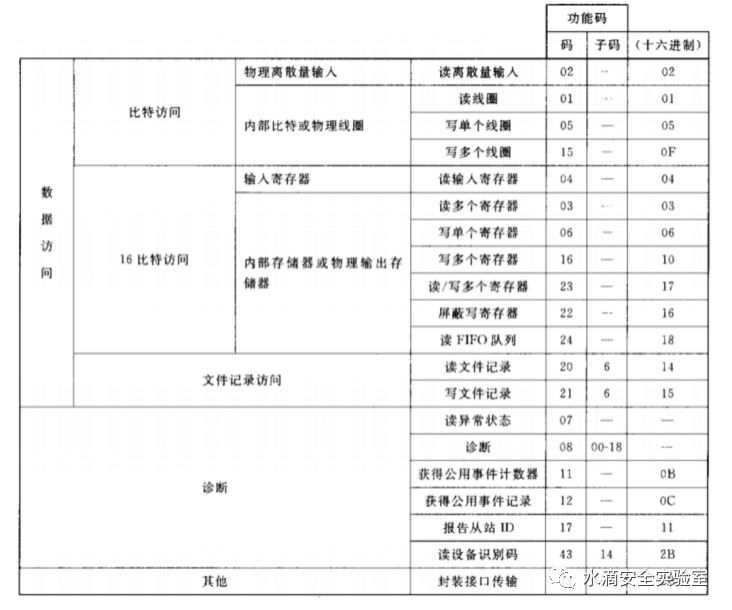 功能码
码 子码 (十六进制)
数据访问
比特访问
物理离散量输入
读离散量输入 02 — 02
内部比特或物理线圈
读线圈 01 — 01
写单个线圈 05 — 05
写多个线圈 15 — 0F
16 比特访问
输入寄存器
读输入寄存器 04 — 04
内部存储器或物理输出存
储器
读多个寄存器 03 — 03
写单个寄存器 06 — 06
写多个寄存器 16 — 10
读/写多个寄存器 23 — 17
屏蔽写寄存器 22 — 16
读 FIFO 队列 24 — 18
文件记录访问
读文件记录 20 6 14
写文件记录 21 6 15
诊断
读异常状态 07 — —
诊断 08 00-18 —
获得公用事件计数器 11 — 0B
获得公用事件记录 12 — 0C
报告从站 ID 17 — 11
读设备识别码 43 14 2B
其他
封装接口传输
水滴安全实验室